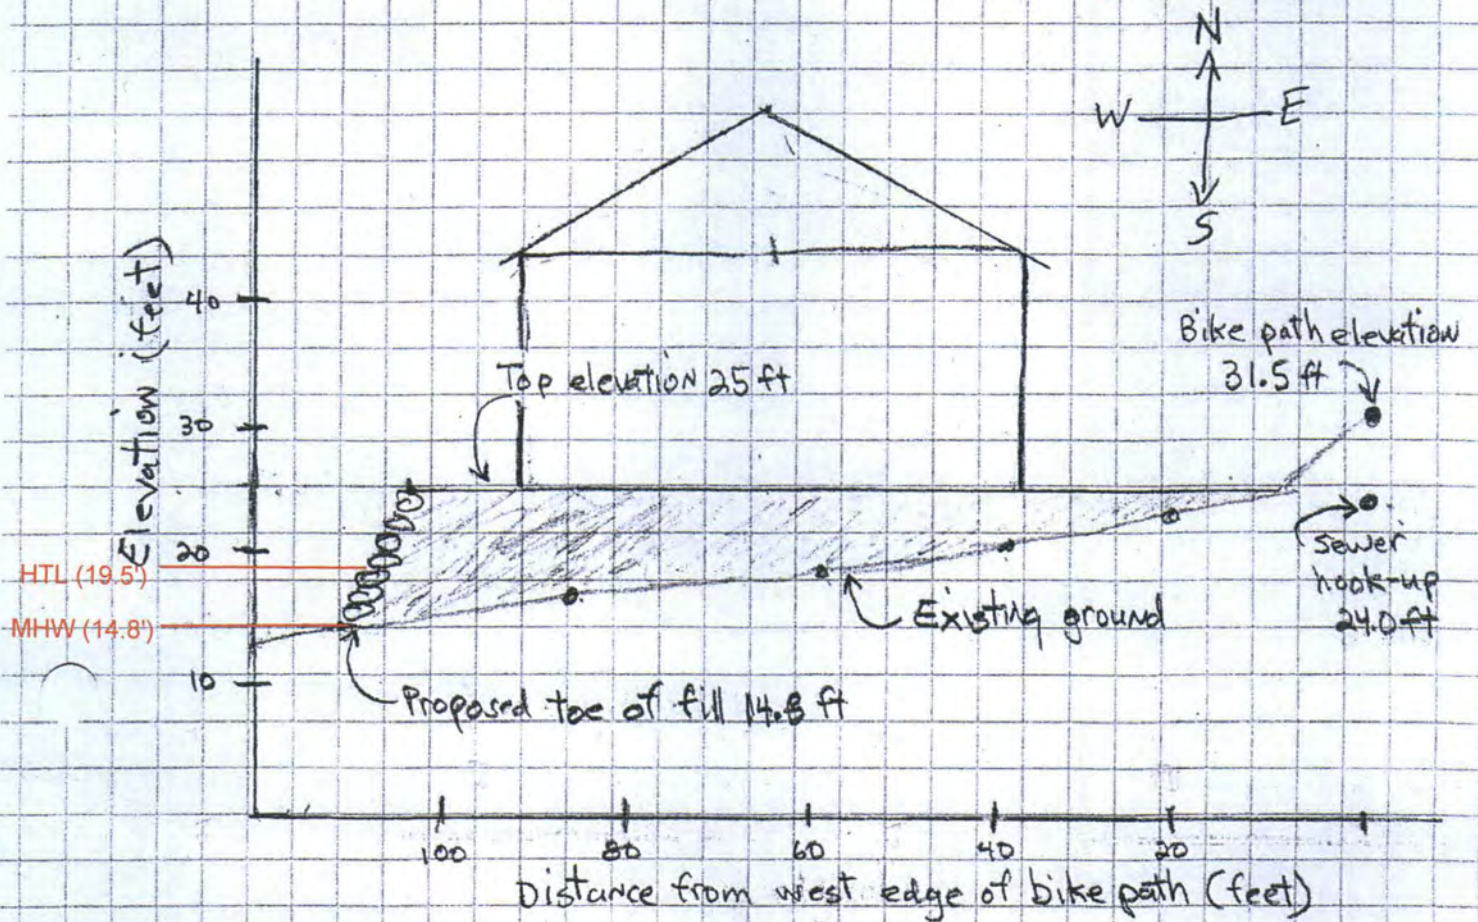 N
W E
S
Elevation (feet)
40
30
20
10
HTL (19.5')
MHW (14.8')
Top elevation 25 ft
Bike path elevation
31.5 ft
Existing ground
sewer
hook-up
24.0 ft
Proposed toe of fill 14.8 ft
100 80 60 40 20
Distance from west edge of bike path (feet)